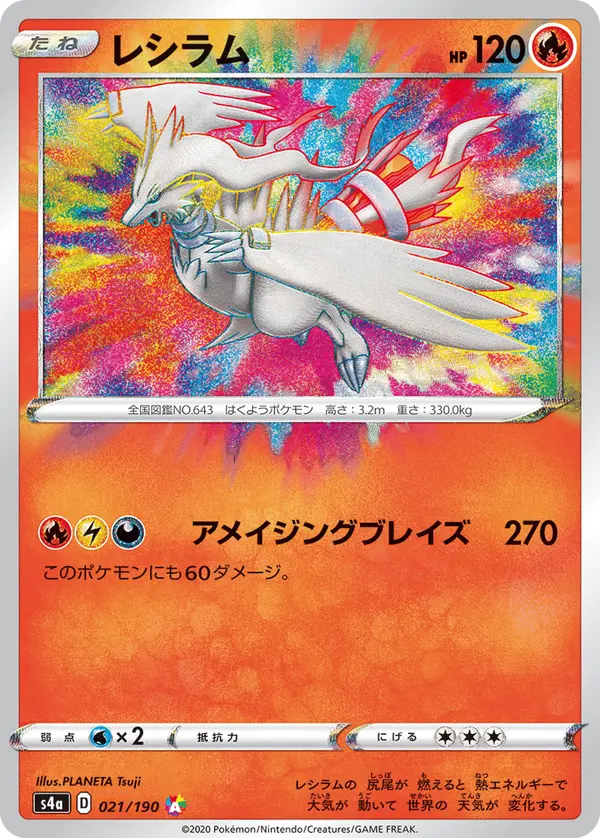 たね レシラム HP 120
全国図鑑NO.643 はくようポケモン 高さ：3.2m 重さ：330.0kg
アメイジングブレイズ 270
このポケモンにも60ダメージ。
弱点 ×2 抵抗力 にげる
Illus.PLANETA Tsuji
s4a D 021/190 A
レシラムの 尻尾が 燃えると 熱エネルギーで
大気が 動いて 世界の 天気が 変化する。
©2020 Pokémon/Nintendo/Creatures/GAME FREAK.